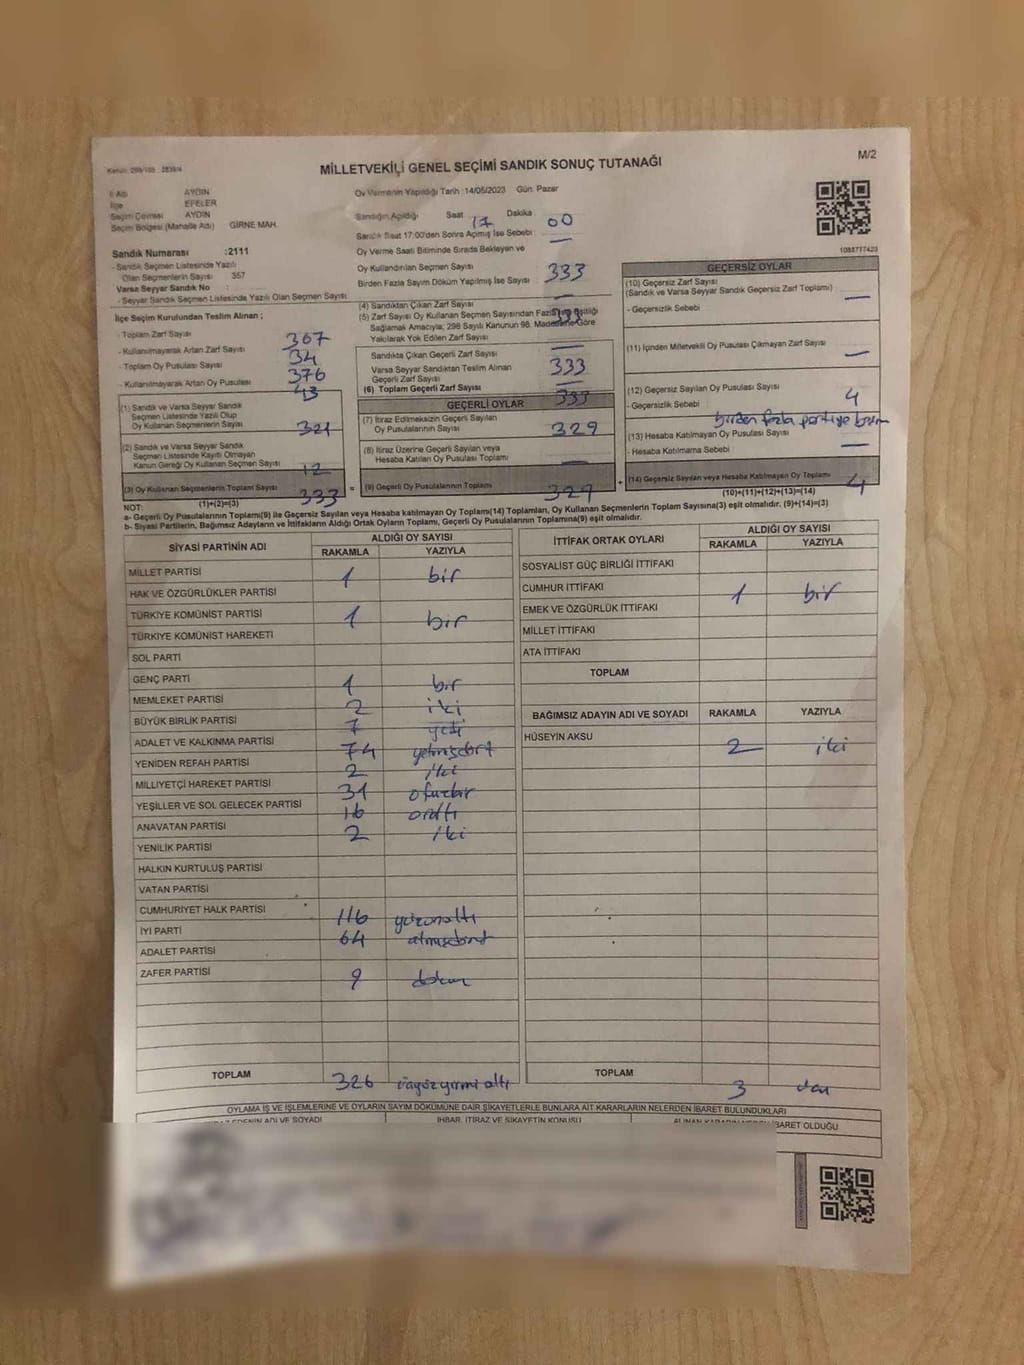 MİLLETVEKİLİ GENEL SEÇİMİ SANDIK SONUÇ TUTANAĞI
M/2
İl Adı AYDIN
İlçe EFELER
Seçim Çevresi AYDIN
Seçim Bölgesi (Mahalle Adı) GİRNE MAH.
Oy Vermenin Yapıldığı Tarih :14/05/2023 Gün: Pazar
Sandığın Açıldığı Saat 17 Dakika 00
Sandık Saat 17:00'den Sonra Açmış İse Sebebi : —
Oy Verme Saati Bitiminde Sırada Bekleyen ve
Oy Kullandırılan Seçmen Sayısı 333
Birden Fazla Sayım Döküm Yapılmış İse Sayısı —
1088777423
Sandık Numarası :2111
- Sandık Seçmen Listesinde Yazılı
Olan Seçmenlerin Sayısı 357
Varsa Seyyar Sandık No :
- Seyyar Sandık Listesinde Yazılı Olan Seçmen Sayısı
İlçe Seçim Kurulundan Teslim Alınan ;
- Toplam Zarf Sayısı 367
- Kullanılmayarak Artan Zarf Sayısı 34
- Toplam Oy Pusulası Sayısı 376
- Kullanılmayarak Artan Oy Pusulası 43
(1) Sandık ve Varsa Seyyar Sandık
Seçmen Listesinde Yazılı Olup
Oy Kullanan Seçmenlerin Sayısı 321
(2) Sandık ve Varsa Seyyar Sandık
Seçmen Listesinde Kayıtlı Olmayan
Kanun Gereği Oy Kullanan Seçmen Sayısı 12
(3) Oy Kullanan Seçmenlerin Toplam Sayısı 333
(1)+(2)=(3)
(4) Sandıktan Çıkan Zarf Sayısı 333
(5) Zarf Sayısı Oy Kullanan Seçmen Sayısından Fazla İse Eşitliği
Sağlamak Amacıyla, 298 Sayılı Kanunun 98. Maddesine Göre
Yakılarak Yok Edilen Zarf Sayısı —
Sandıkta Çıkan Geçerli Zarf Sayısı 333
Varsa Seyyar Sandıktan Teslim Alınan
Geçerli Zarf Sayısı —
(6) Toplam Geçerli Zarf Sayısı 333
GEÇERLİ OYLAR
(7) İtiraz Edilmeksizin Geçerli Sayılan
Oy Pusulalarının Sayısı 329
(8) İtiraz Üzerine Geçerli Sayılan veya
Hesaba Katılan Oy Pusulası Toplamı —
(9) Geçerli Oy Pusulalarının Toplamı 329
GEÇERSİZ OYLAR
(10) Geçersiz Zarf Sayısı
(Sandık ve Varsa Seyyar Sandık Geçersiz Zarf Toplamı) —
- Geçersizlik Sebebi
(11) İçinden Milletvekili Oy Pusulası Çıkmayan Zarf Sayısı —
(12) Geçersiz Sayılan Oy Pusulası Sayısı 4
- Geçersizlik Sebebi birden fazla partiye basım
(13) Hesaba Katılmayan Oy Pusulası Sayısı —
- Hesaba Katılmama Sebebi
(14) Geçersiz Sayılan veya Hesaba Katılmayan Oy Toplamı 4
(10)+(11)+(12)+(13)=(14)
NOT:
a- Geçerli Oy Pusulalarının Toplamı(9) ile Geçersiz Sayılan veya Hesaba katılmayan Oy Toplamı(14) Toplamları, Oy Kullanan Seçmenlerin Toplam Sayısına(3) eşit olmalıdır. (9)+(14)=(3)
b- Siyasi Partilerin, Bağımsız Adayların ve İttifakların Aldığı Ortak Oyların Toplamı, Geçerli Oy Pusulalarının Toplamına(9) eşit olmalıdır.
SİYASİ PARTİNİN ADI ALDIĞI OY SAYISI
RAKAMLA YAZIYLA
MİLLET PARTİSİ 1 bir
HAK VE ÖZGÜRLÜKLER PARTİSİ
TÜRKİYE KOMÜNİST PARTİSİ 1 bir
TÜRKİYE KOMÜNİST HAREKETİ
SOL PARTİ
GENÇ PARTİ 1 bir
MEMLEKET PARTİSİ 2 iki
BÜYÜK BİRLİK PARTİSİ 7 yedi
ADALET VE KALKINMA PARTİSİ 74 yetmişdört
YENİDEN REFAH PARTİSİ 2 iki
MİLLİYETÇİ HAREKET PARTİSİ 31 otuzbir
YEŞİLLER VE SOL GELECEK PARTİSİ 16 onaltı
ANAVATAN PARTİSİ 2 iki
YENİLİK PARTİSİ
HALKIN KURTULUŞ PARTİSİ
VATAN PARTİSİ
CUMHURİYET HALK PARTİSİ 116 yüzonaltı
İYİ PARTİ 64 atmışdört
ADALET PARTİSİ
ZAFER PARTİSİ 9 dokuz
TOPLAM 326 üçyüzyirmi altı
İTTİFAK ORTAK OYLARI ALDIĞI OY SAYISI
RAKAMLA YAZIYLA
SOSYALİST GÜÇ BİRLİĞİ İTTİFAKI
CUMHUR İTTİFAKI 1 bir
EMEK VE ÖZGÜRLÜK İTTİFAKI
MİLLET İTTİFAKI
ATA İTTİFAKI
TOPLAM
BAĞIMSIZ ADAYIN ADI VE SOYADI RAKAMLA YAZIYLA
HÜSEYİN AKSU 2 iki
TOPLAM 3
OYLAMA İŞ VE İŞLEMLERİNE VE OYLARIN SAYIM DÖKÜMÜNE DAİR ŞİKAYETLERLE BUNLARA AİT KARARLARIN NELERDEN İBARET BULUNDUKLARI
EDENİN ADI VE SOYADI İHBAR, İTİRAZ VE ŞİKAYETİN KONUSU ALINAN KARARIN İBARET OLDUĞU